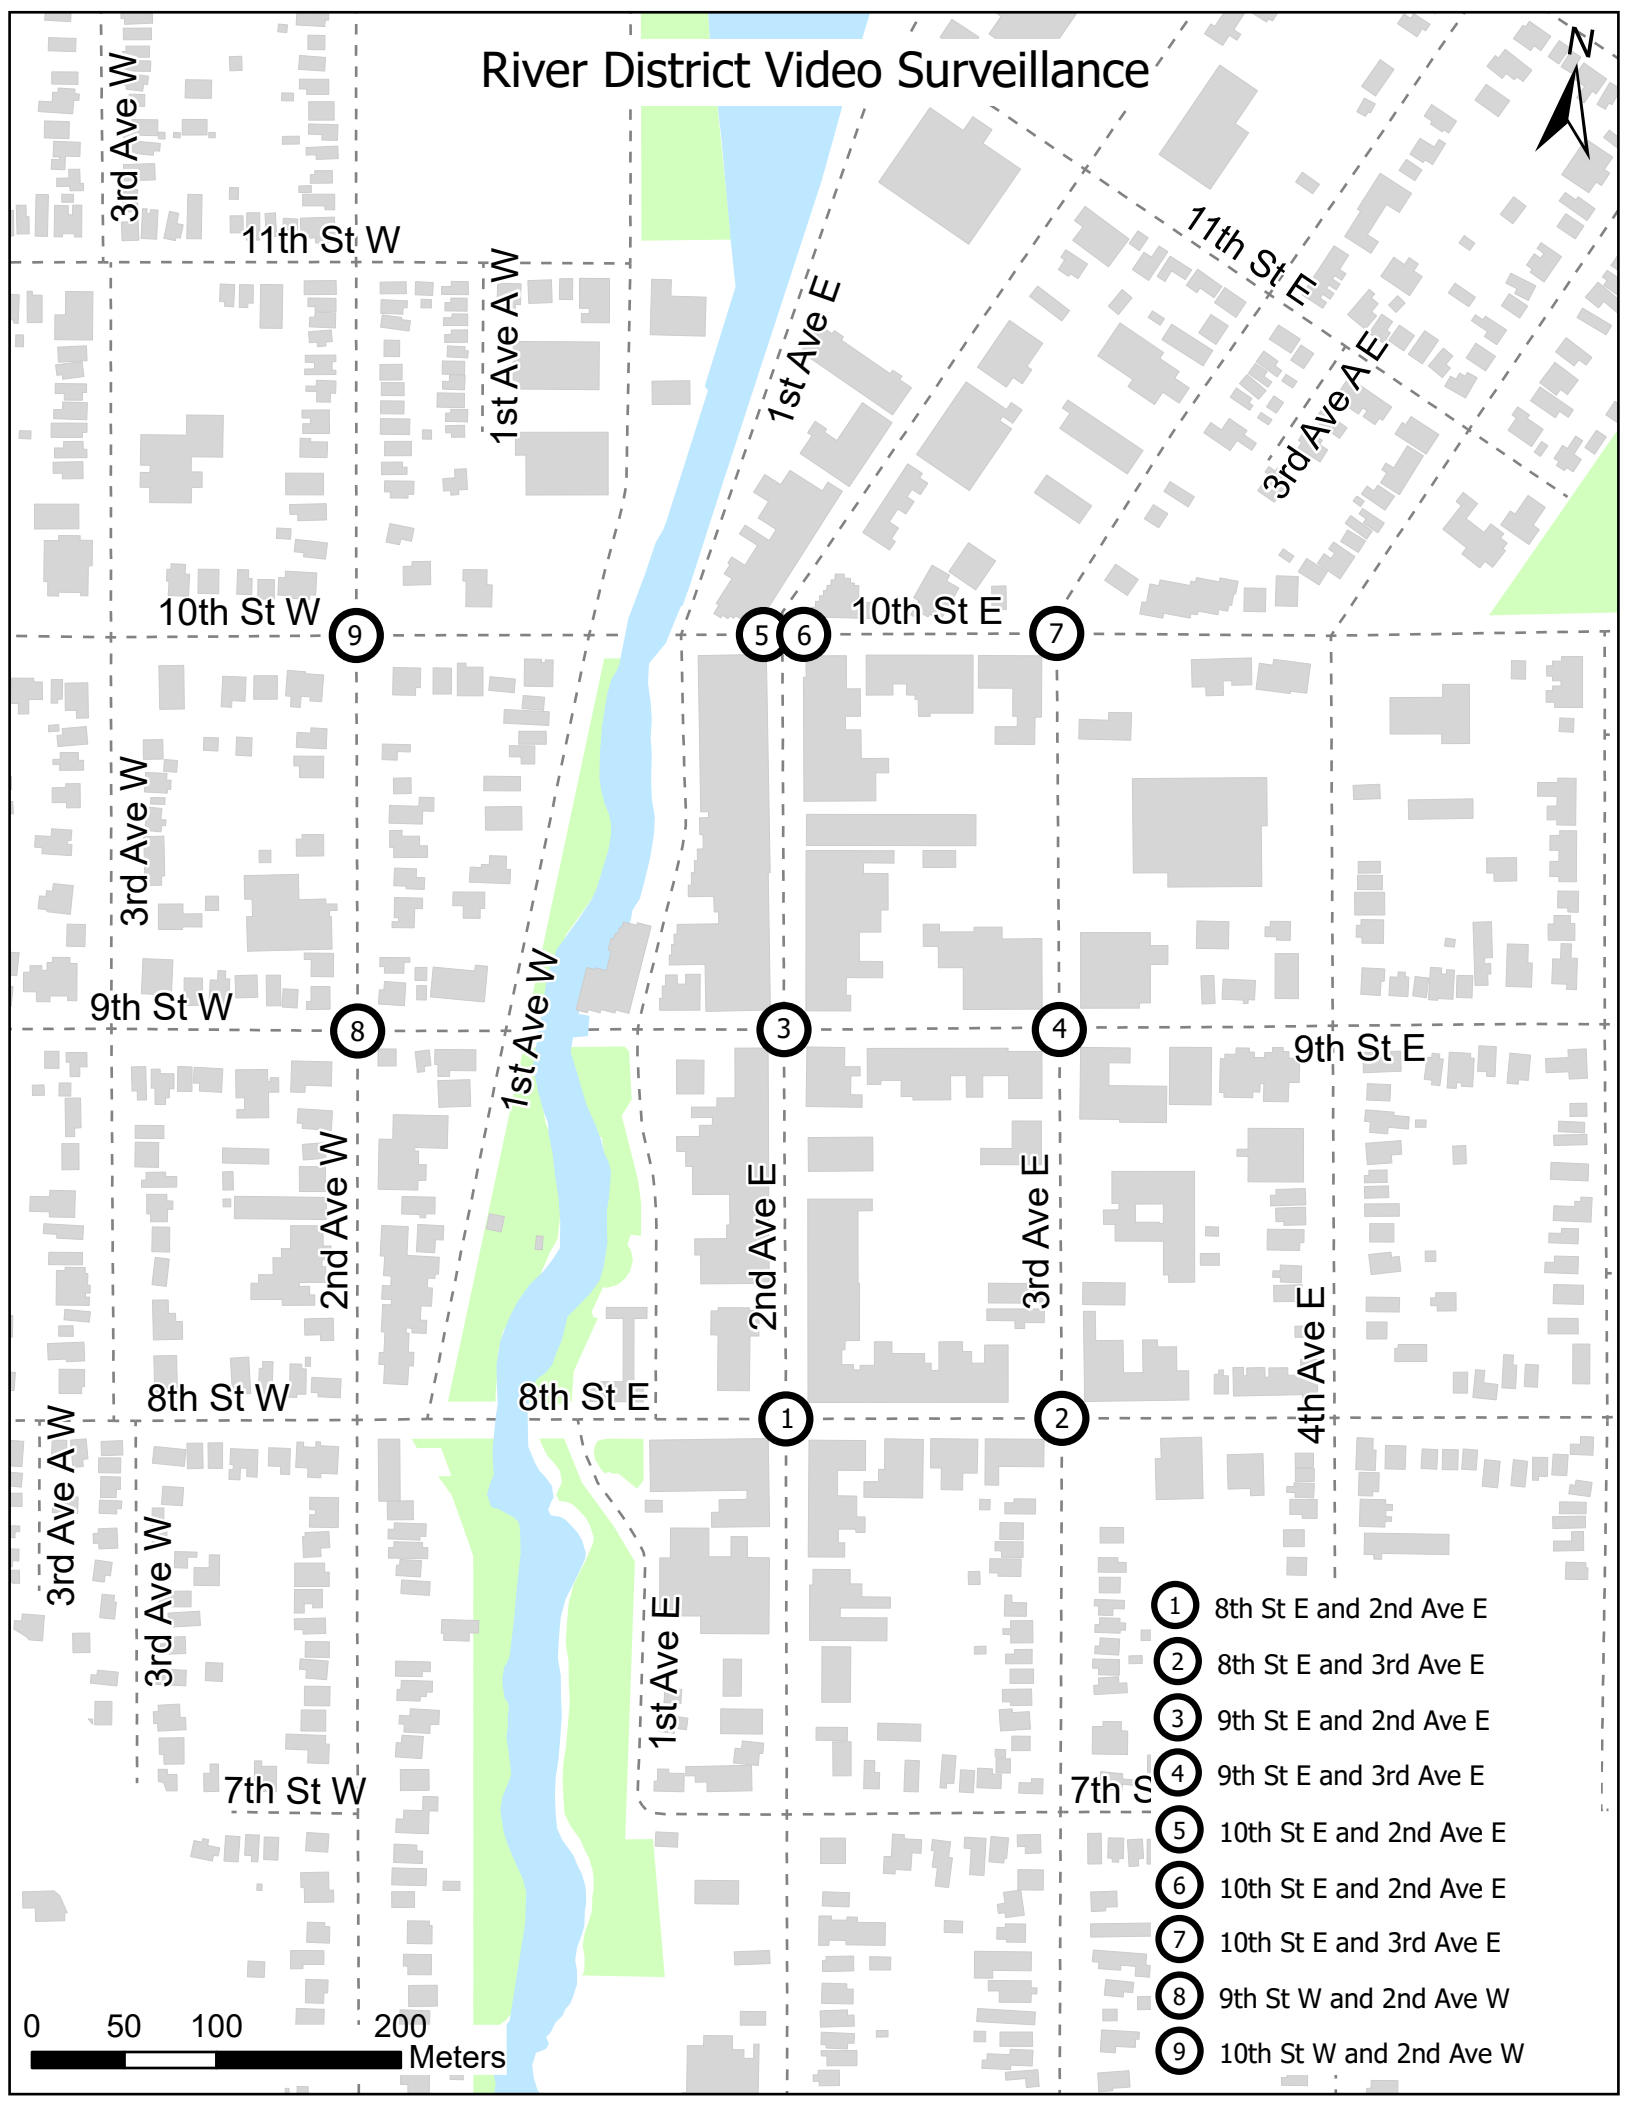 River District Video Surveillance
N
3rd Ave W
11th St W
1st Ave A W
1st Ave E
11th St E
3rd Ave A E
10th St W
10th St E
9
5
6
7
3rd Ave W
9th St W
1st Ave W
8
3
4
9th St E
2nd Ave W
2nd Ave E
3rd Ave E
4th Ave E
8th St W
8th St E
1
2
3rd Ave A W
3rd Ave W
1st Ave E
7th St W
7th S
1 8th St E and 2nd Ave E
2 8th St E and 3rd Ave E
3 9th St E and 2nd Ave E
4 9th St E and 3rd Ave E
5 10th St E and 2nd Ave E
6 10th St E and 2nd Ave E
7 10th St E and 3rd Ave E
8 9th St W and 2nd Ave W
9 10th St W and 2nd Ave W
0 50 100 200
Meters